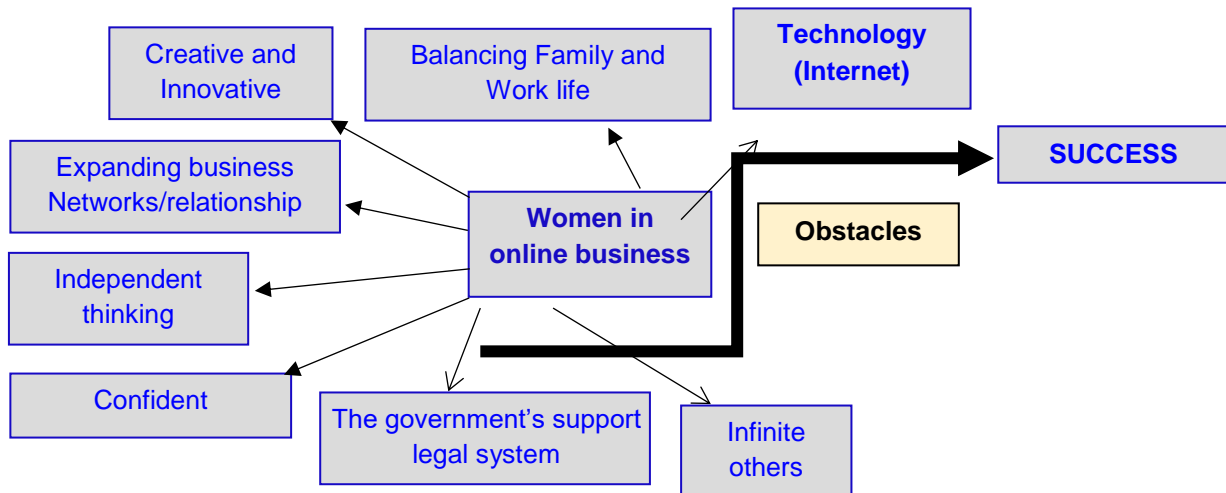 Creative and
Innovative
Balancing Family and
Work life
Technology
(Internet)
Expanding business
Networks/relationship
SUCCESS
Women in
online business
Obstacles
Independent
thinking
Confident
The government’s support
legal system
Infinite
others